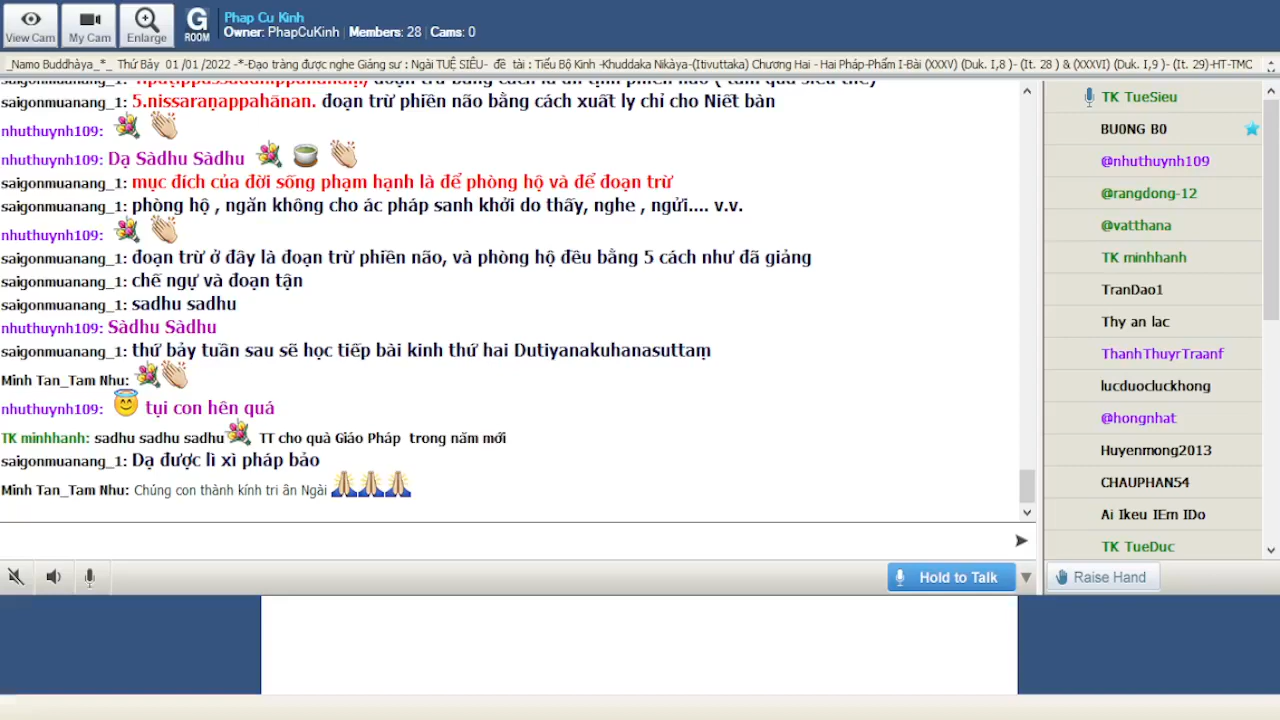 View Cam
My Cam
Enlarge
G
ROOM
Phap Cu Kinh
Owner: PhapCuKinh | Members: 28 | Cams: 0
_Namo Buddhàya_*_ Thứ Bảy 01 /01 /2022 -*-Đạo tràng được nghe Giảng sư : Ngài TUỆ SIÊU- đề tài : Tiểu Bộ Kinh -Khuddaka Nikàya-(Itivuttaka) Chương Hai - Hai Pháp-Phẩm I-Bài (XXXV) (Duk. I,8 )- (It. 28 ) & (XXXVI) (Duk. I,9 )- (It. 29)-HT-TMC
saigonmuanang_1: 5.nissaraṇappahānan. đoạn trừ phiền não bằng cách xuất ly chỉ cho Niết bàn
nhuthuynh109:
nhuthuynh109: Dạ Sàdhu Sàdhu
saigonmuanang_1: mục đích của đời sống phạm hạnh là để phòng hộ và để đoạn trừ
saigonmuanang_1: phòng hộ , ngăn không cho ác pháp sanh khởi do thấy, nghe , ngửi.... v.v.
nhuthuynh109:
saigonmuanang_1: đoạn trừ ở đây là đoạn trừ phiền não, và phòng hộ đều bằng 5 cách như đã giảng
saigonmuanang_1: chế ngự và đoạn tận
saigonmuanang_1: sadhu sadhu
nhuthuynh109: Sàdhu Sàdhu
saigonmuanang_1: thứ bảy tuần sau sẽ học tiếp bài kinh thứ hai Dutiyanakuhanasuttaṃ
Minh Tan_Tam Nhu:
nhuthuynh109: tụi con hên quá
TK minhhanh: sadhu sadhu sadhu TT cho quà Giáo Pháp trong năm mới
saigonmuanang_1: Dạ được lì xì pháp bảo
Minh Tan_Tam Nhu: Chúng con thành kính tri ân Ngài
Hold to Talk
TK TueSieu
BU0NG B0
@nhuthuynh109
@rangdong-12
@vatthana
TK minhhanh
TranDao1
Thy an lac
ThanhThuyrTraanf
lucduocluckhong
@hongnhat
Huyenmong2013
CHAUPHAN54
Ai Ikeu IEm IDo
TK TueDuc
Raise Hand